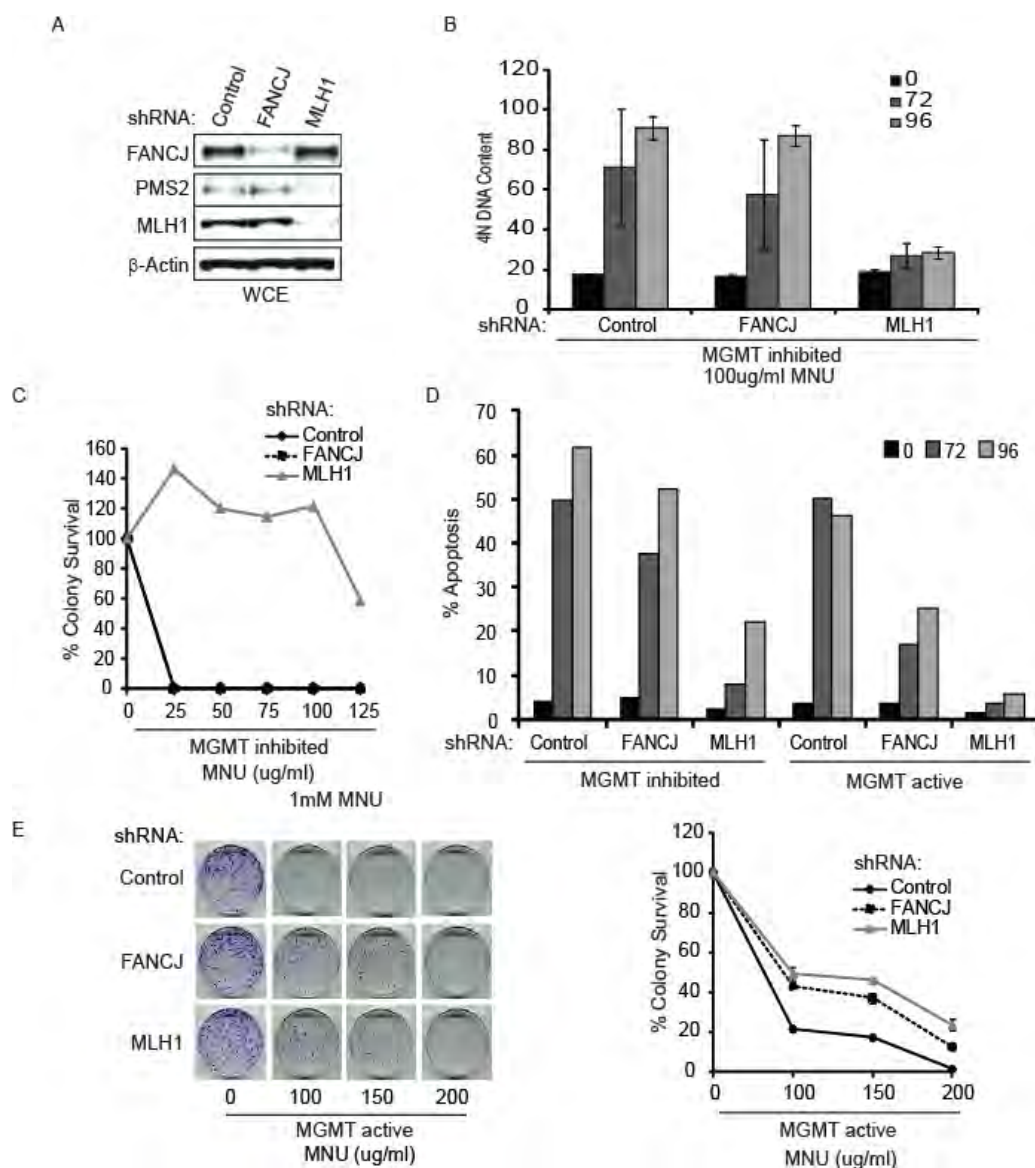 A
shRNA:
Control
FANCJ
MLH1
FANCJ
PMS2
MLH1
β-Actin
WCE
B
4N DNA Content
120
100
80
60
40
20
0
0
72
96
shRNA:
Control
FANCJ
MLH1
MGMT inhibited
100ug/ml MNU
C
shRNA:
Control
FANCJ
MLH1
% Colony Survival
160
140
120
100
80
60
40
20
0
0 25 50 75 100 125
MGMT inhibited
MNU (ug/ml)
1mM MNU
D
% Apoptosis
70
60
50
40
30
20
10
0
0 72 96
shRNA: Control FANCJ MLH1 Control FANCJ MLH1
MGMT inhibited MGMT active
E
shRNA:
Control
FANCJ
MLH1
0 100 150 200
MGMT active
MNU (ug/ml)
% Colony Survival
120
100
80
60
40
20
0
shRNA:
Control
FANCJ
MLH1
0 100 150 200
MGMT active
MNU (ug/ml)